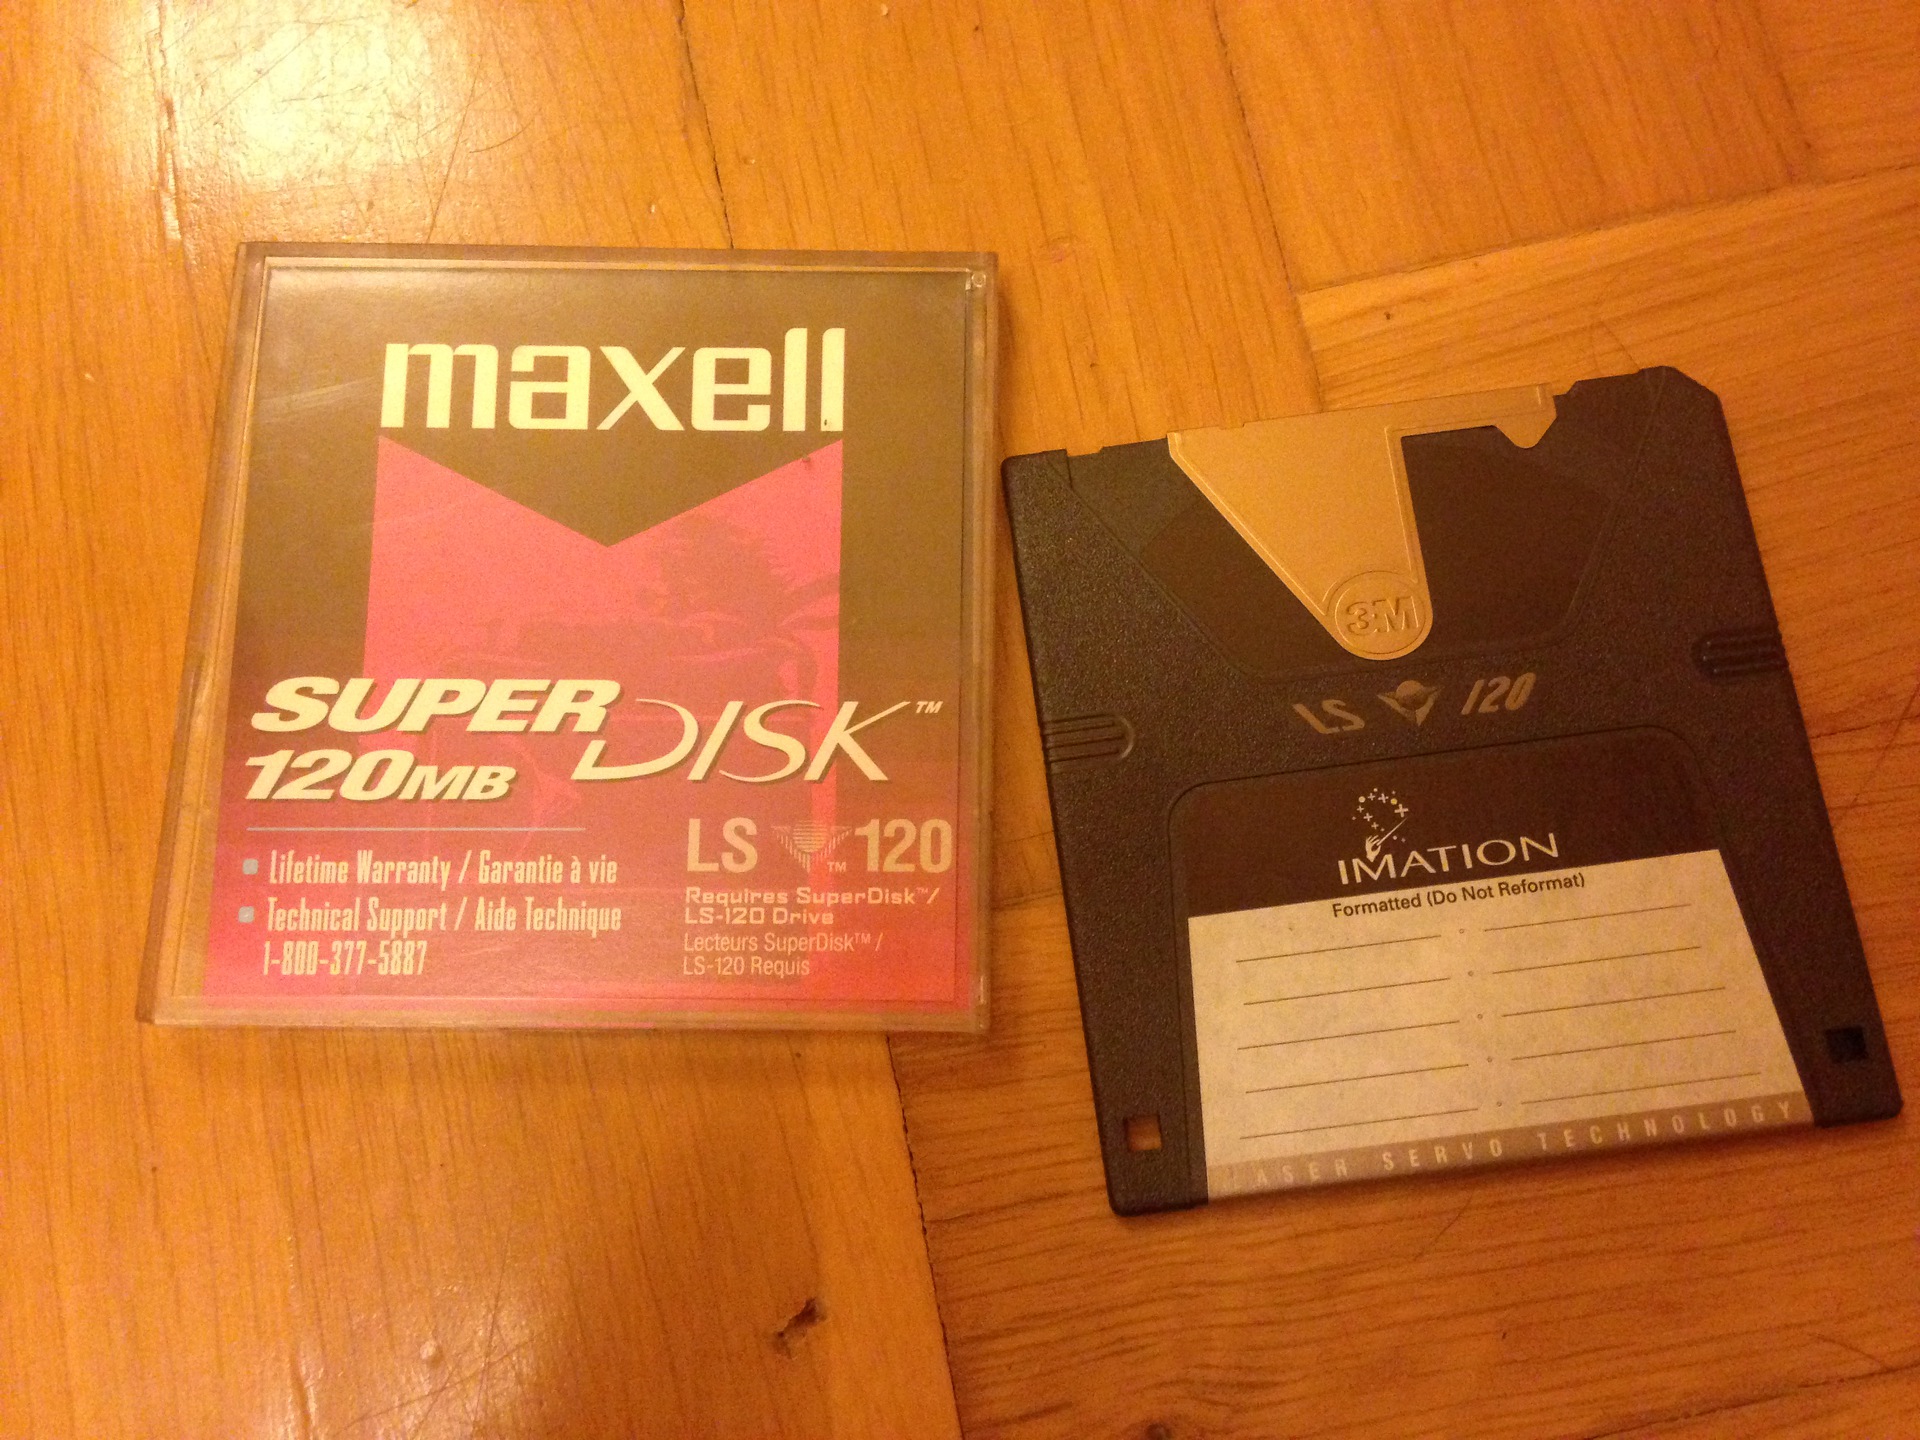 maxell
SUPERDISK™
120MB
LS ™ 120
Requires SuperDisk™/
LS-120 Drive
Lecteurs SuperDisk™ /
LS-120 Requis
Lifetime Warranty / Garantie à vie
Technical Support / Aide Technique
1-800-377-5887
3M
LS 120
IMATION
Formatted (Do Not Reformat)
LASER SERVO TECHNOLOGY